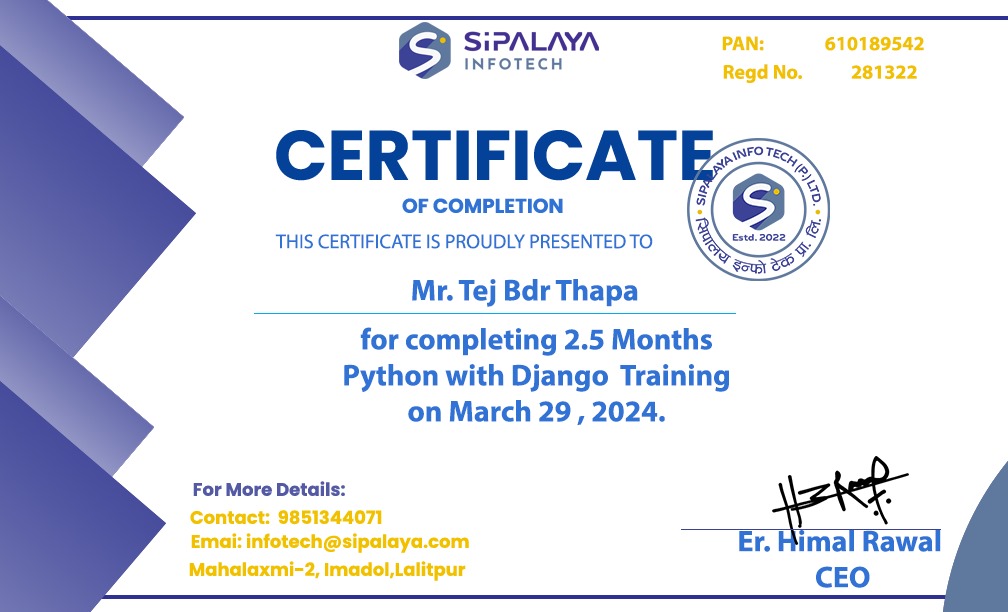 SiPALAYA
INFOTECH
PAN: 610189542
Regd No. 281322
CERTIFICATE
OF COMPLETION
THIS CERTIFICATE IS PROUDLY PRESENTED TO
SIPALAYA INFO TECH (P.) LTD.
Estd. 2022
सिपालय इन्फो टेक प्रा. लि.
Mr. Tej Bdr Thapa
for completing 2.5 Months
Python with Django Training
on March 29 , 2024.
For More Details:
Contact: 9851344071
Emai: infotech@sipalaya.com
Mahalaxmi-2, Imadol,Lalitpur
Er. Himal Rawal
CEO